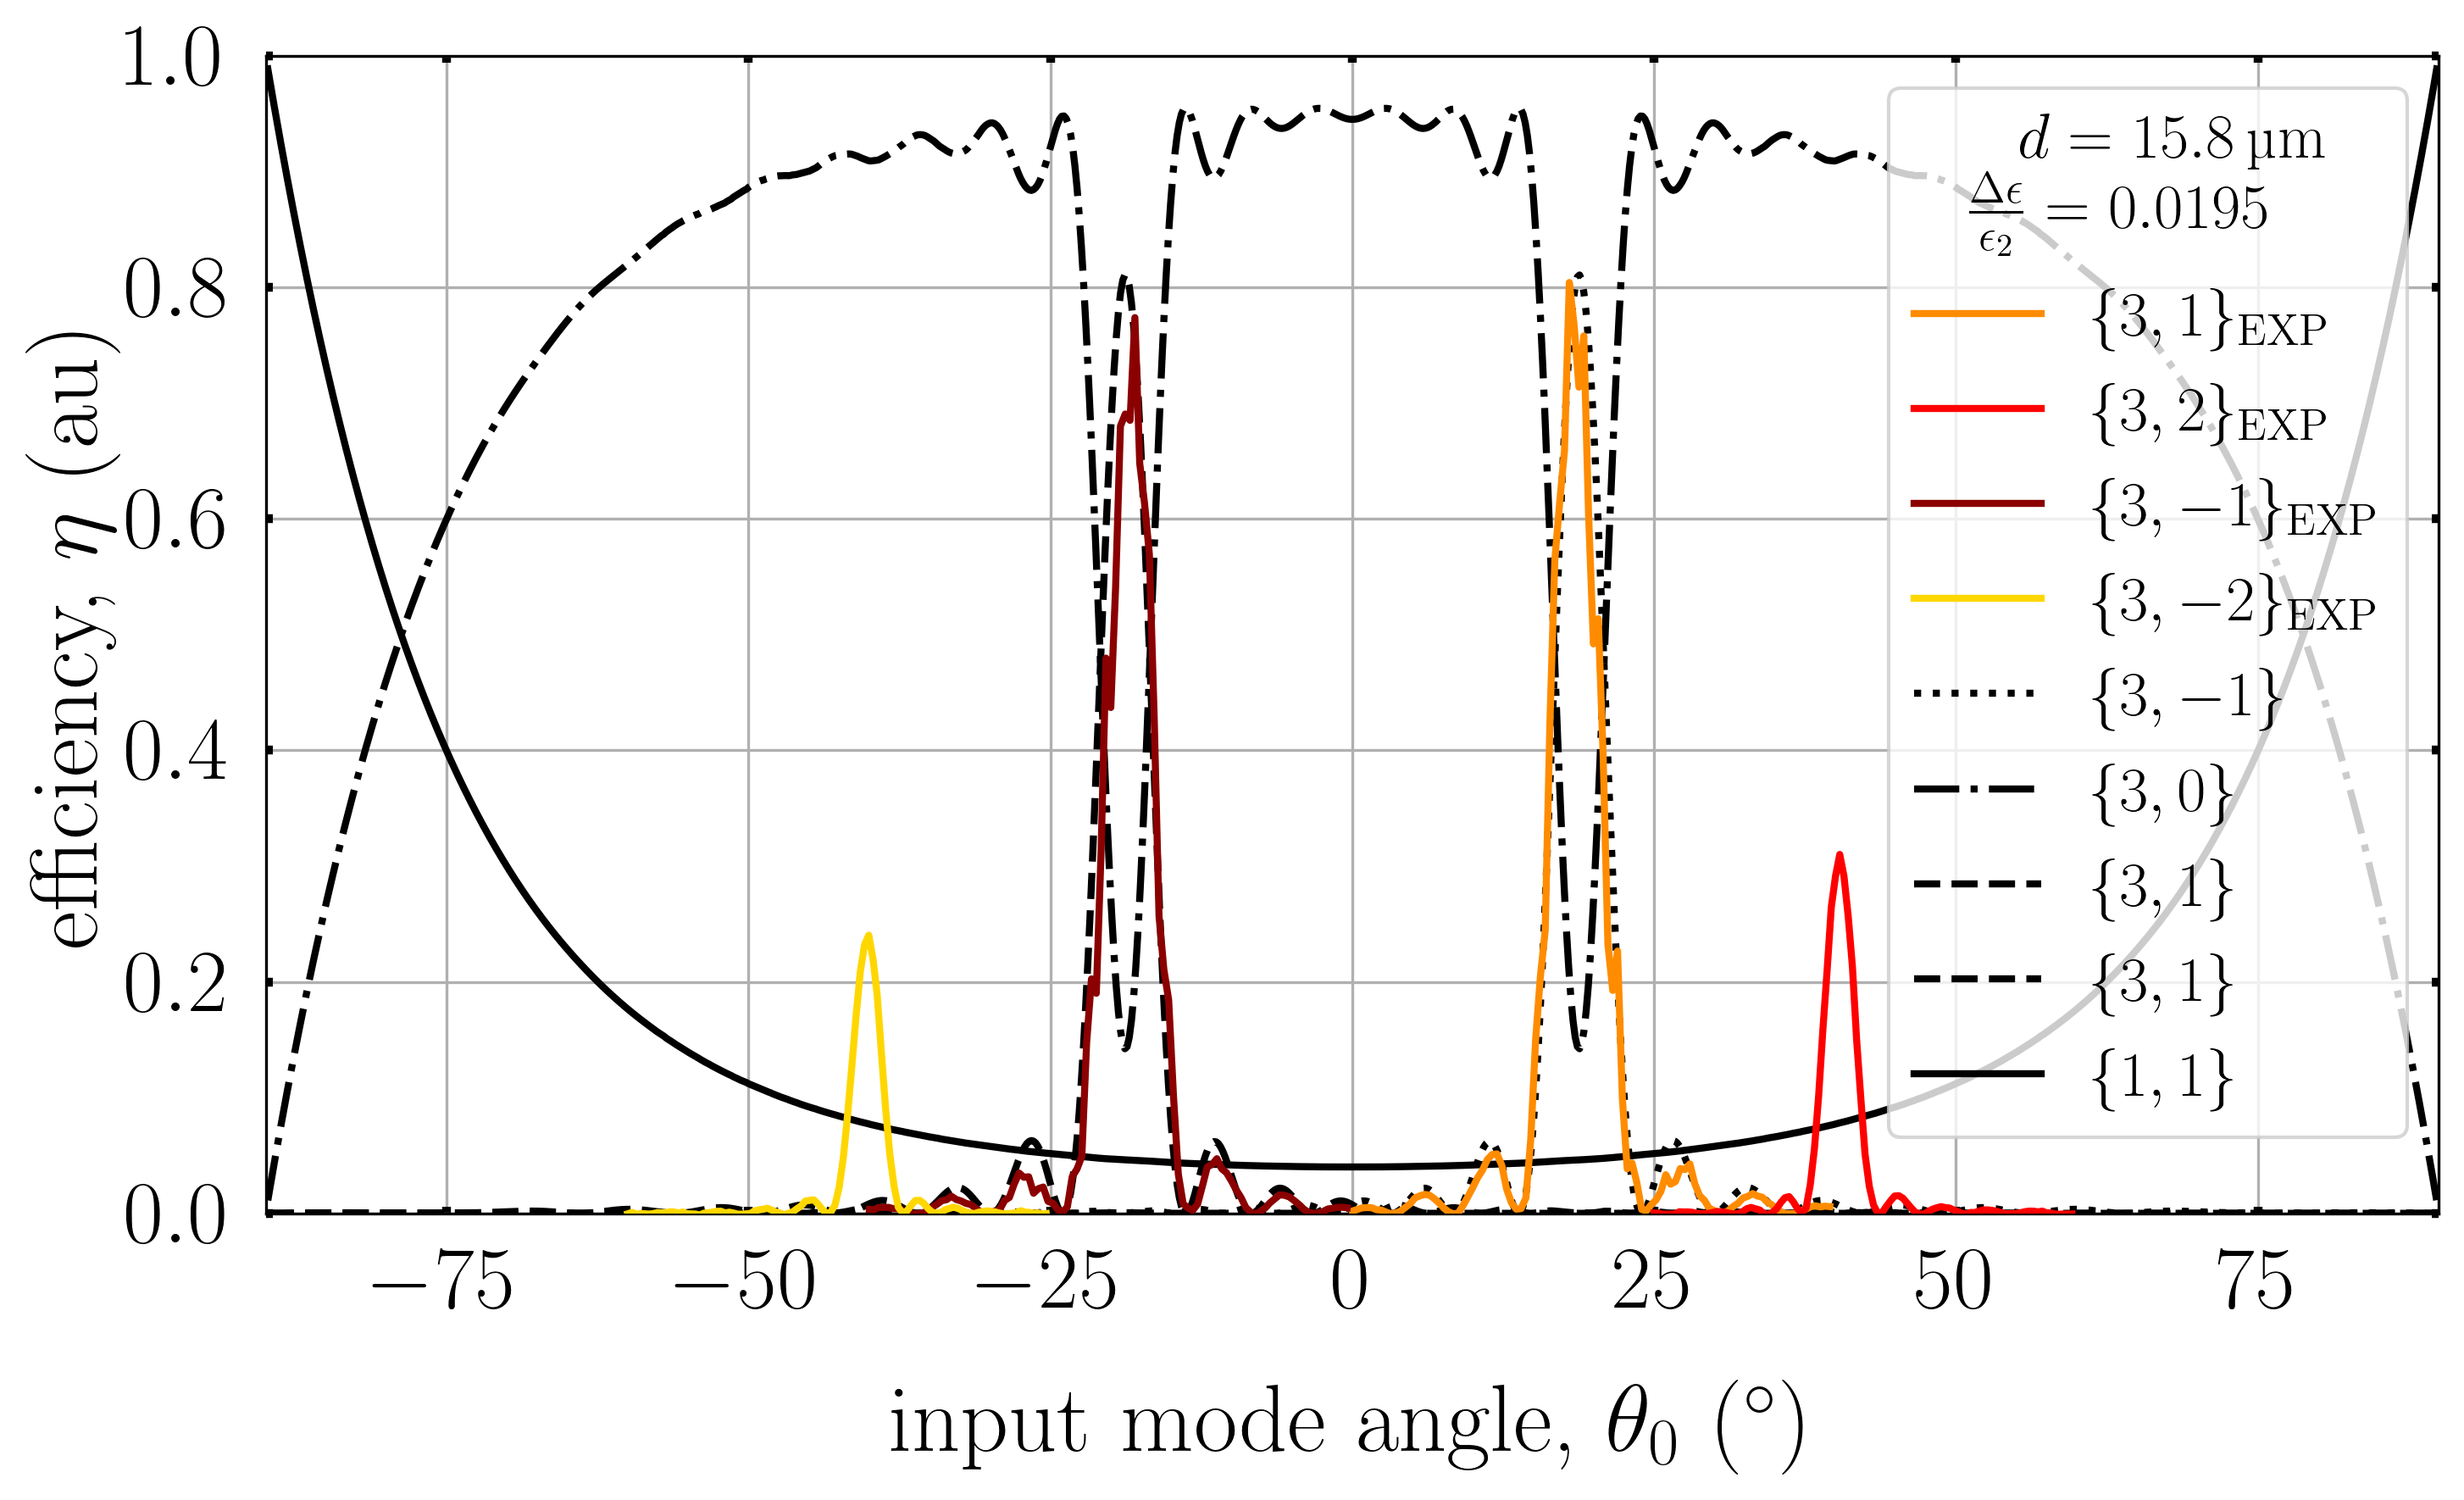 efficiency, η (au)
1.0
0.8
0.6
0.4
0.2
0.0
−75 −50 −25 0 25 50 75
input mode angle, θ₀ (°)
d = 15.8 µm
Δϵ/ϵ₂ = 0.0195
{3, 1}EXP
{3, 2}EXP
{3, −1}EXP
{3, −2}EXP
{3, −1}
{3, 0}
{3, 1}
{3, 1}
{1, 1}